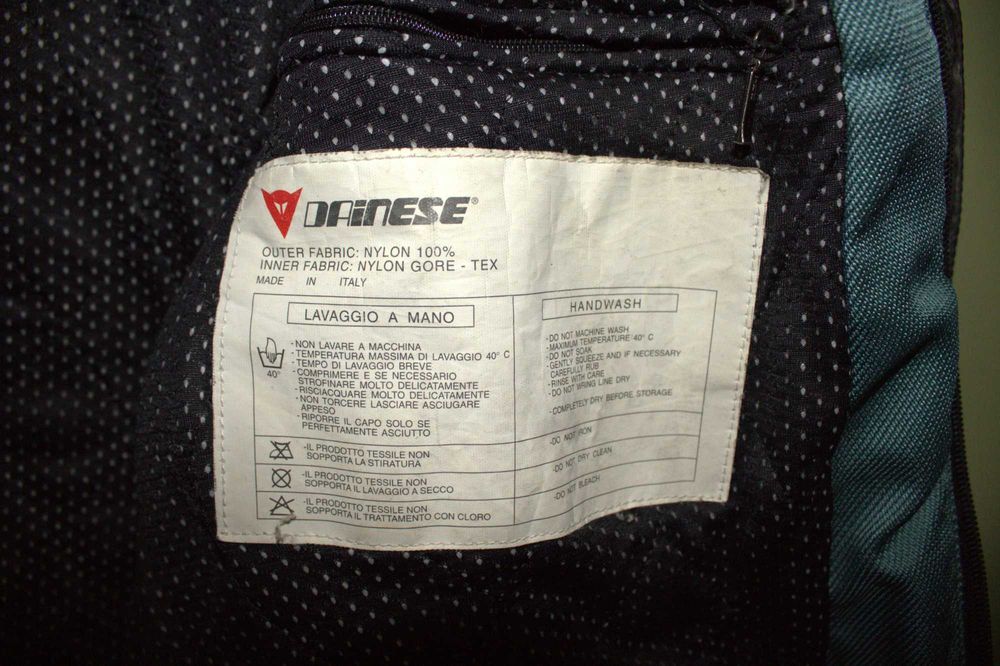 DAINESE®
OUTER FABRIC: NYLON 100%
INNER FABRIC: NYLON GORE - TEX
MADE IN ITALY
LAVAGGIO A MANO
40°
-NON LAVARE A MACCHINA
-TEMPERATURA MASSIMA DI LAVAGGIO 40° C
-TEMPO DI LAVAGGIO BREVE
-COMPRIMERE E SE NECESSARIO
STROFINARE MOLTO DELICATAMENTE
-RISCIACQUARE MOLTO DELICATAMENTE
-NON TORCERE LASCIARE ASCIUGARE
APPESO
-RIPORRE IL CAPO SOLO SE
PERFETTAMENTE ASCIUTTO
-IL PRODOTTO TESSILE NON
SOPPORTA LA STIRATURA
-IL PRODOTTO TESSILE NON
SOPPORTA IL LAVAGGIO A SECCO
-IL PRODOTTO TESSILE NON
SOPPORTA IL TRATTAMENTO CON CLORO
HANDWASH
-DO NOT MACHINE WASH
-MAXIMUM TEMPERATURE 40° C
-DO NOT SOAK
-GENTLY SQUEEZE AND IF NECESSARY
CAREFULLY RUB
-RINSE WITH CARE
-DO NOT WRING LINE DRY
-COMPLETELY DRY BEFORE STORAGE
-DO NOT IRON
-DO NOT DRY CLEAN
-DO NOT BLEACH